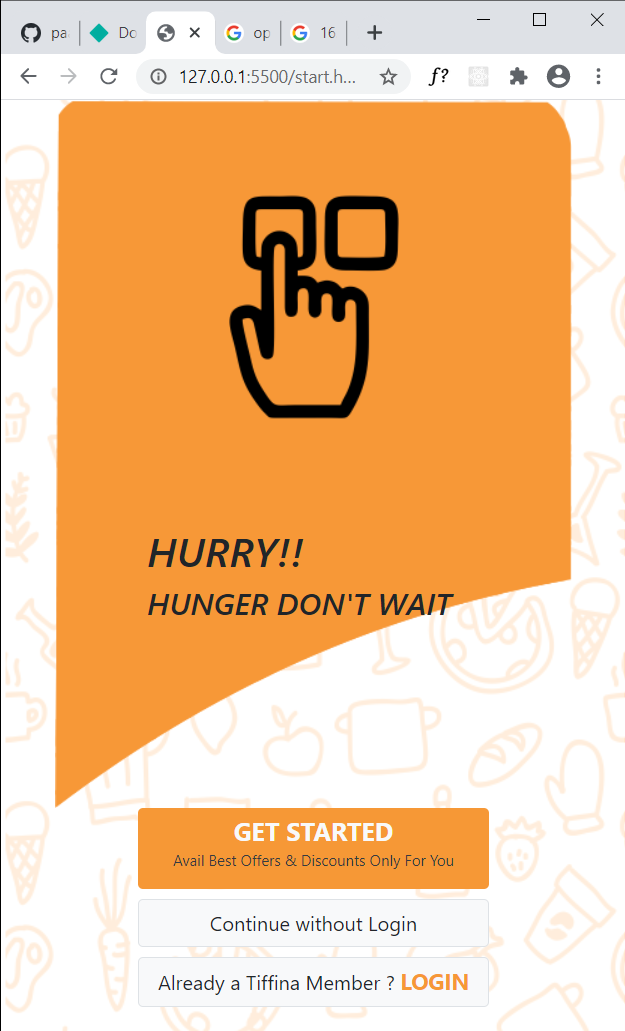 pa
Do
op
16
127.0.0.1:5500/start.h...
f?
HURRY!!
HUNGER DON'T WAIT
GET STARTED
Avail Best Offers & Discounts Only For You
Continue without Login
Already a Tiffina Member ? LOGIN